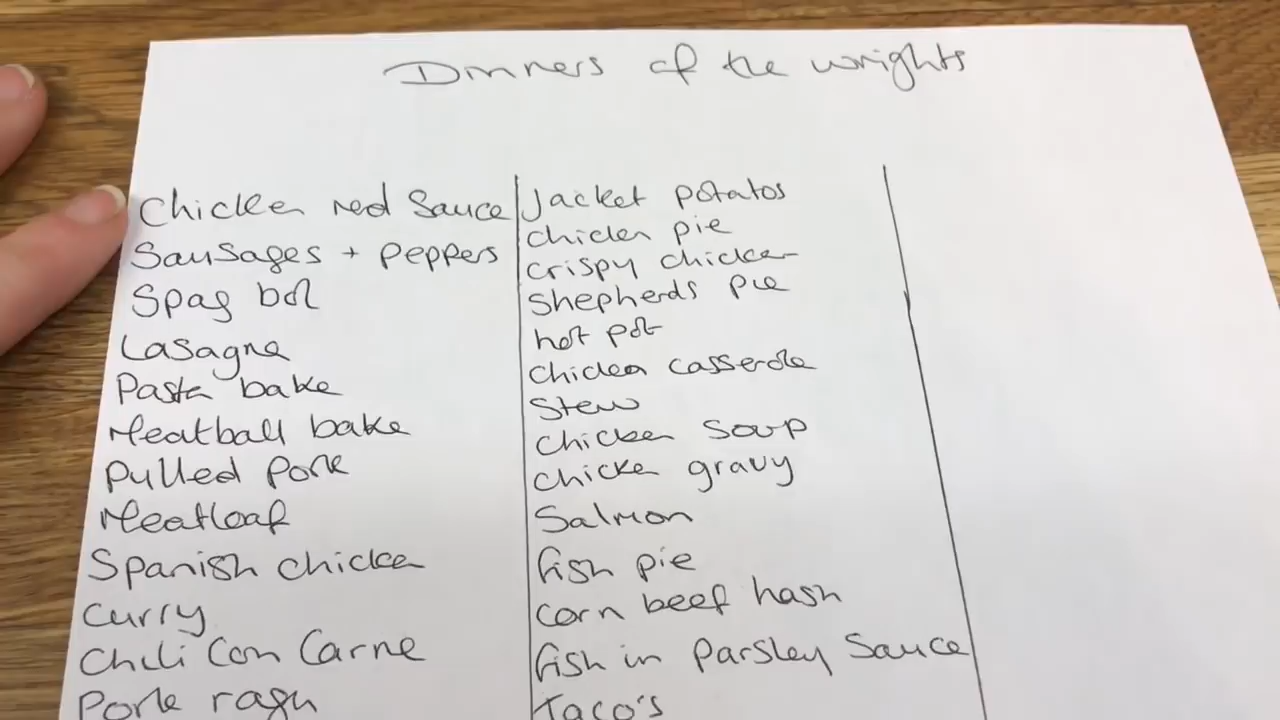 Dinners of the wrights
Chicken red Sauce
Sausages + peppers
Spag bol
Lasagne
Pasta bake
Meatball bake
Pulled Pork
Meatloaf
Spanish chicken
Curry
Chili Con Carne
Pork ragu
Jacket potatos
chicken pie
crispy chicken
Shepherds pie
hot pot
chicken casserole
Stew
chicken soup
chicken gravy
Salmon
fish pie
corn beef hash
fish in parsley Sauce
Taco's